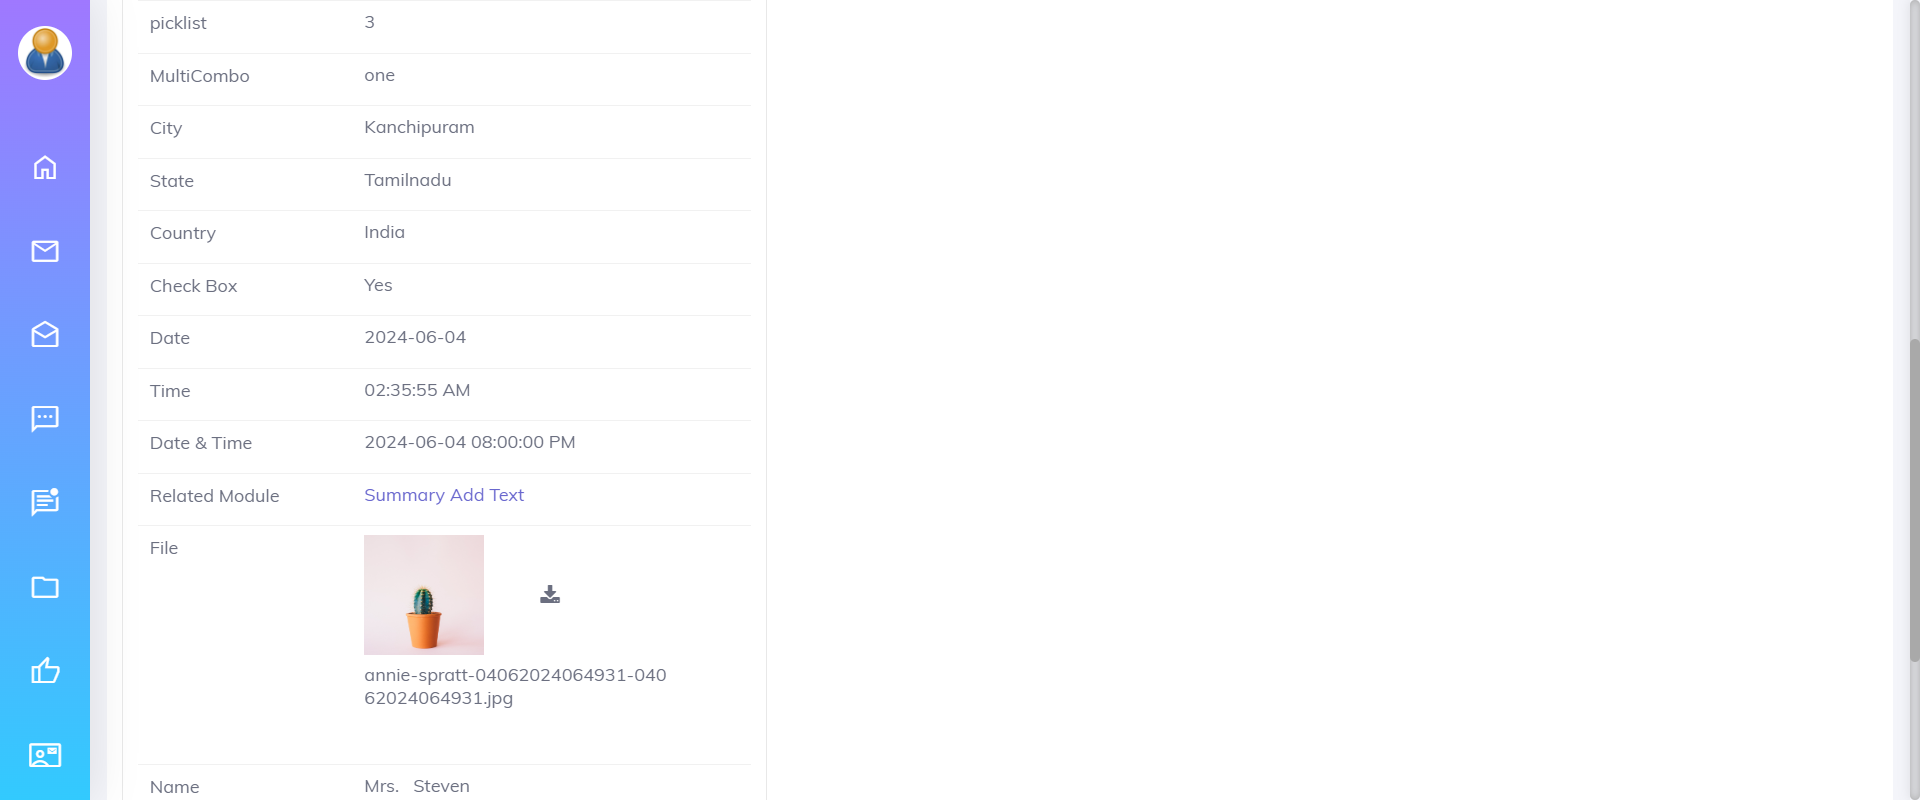 picklist 3
MultiCombo one
City Kanchipuram
State Tamilnadu
Country India
Check Box Yes
Date 2024-06-04
Time 02:35:55 AM
Date & Time 2024-06-04 08:00:00 PM
Related Module Summary Add Text
File
annie-spratt-04062024064931-040
62024064931.jpg
Name Mrs. Steven